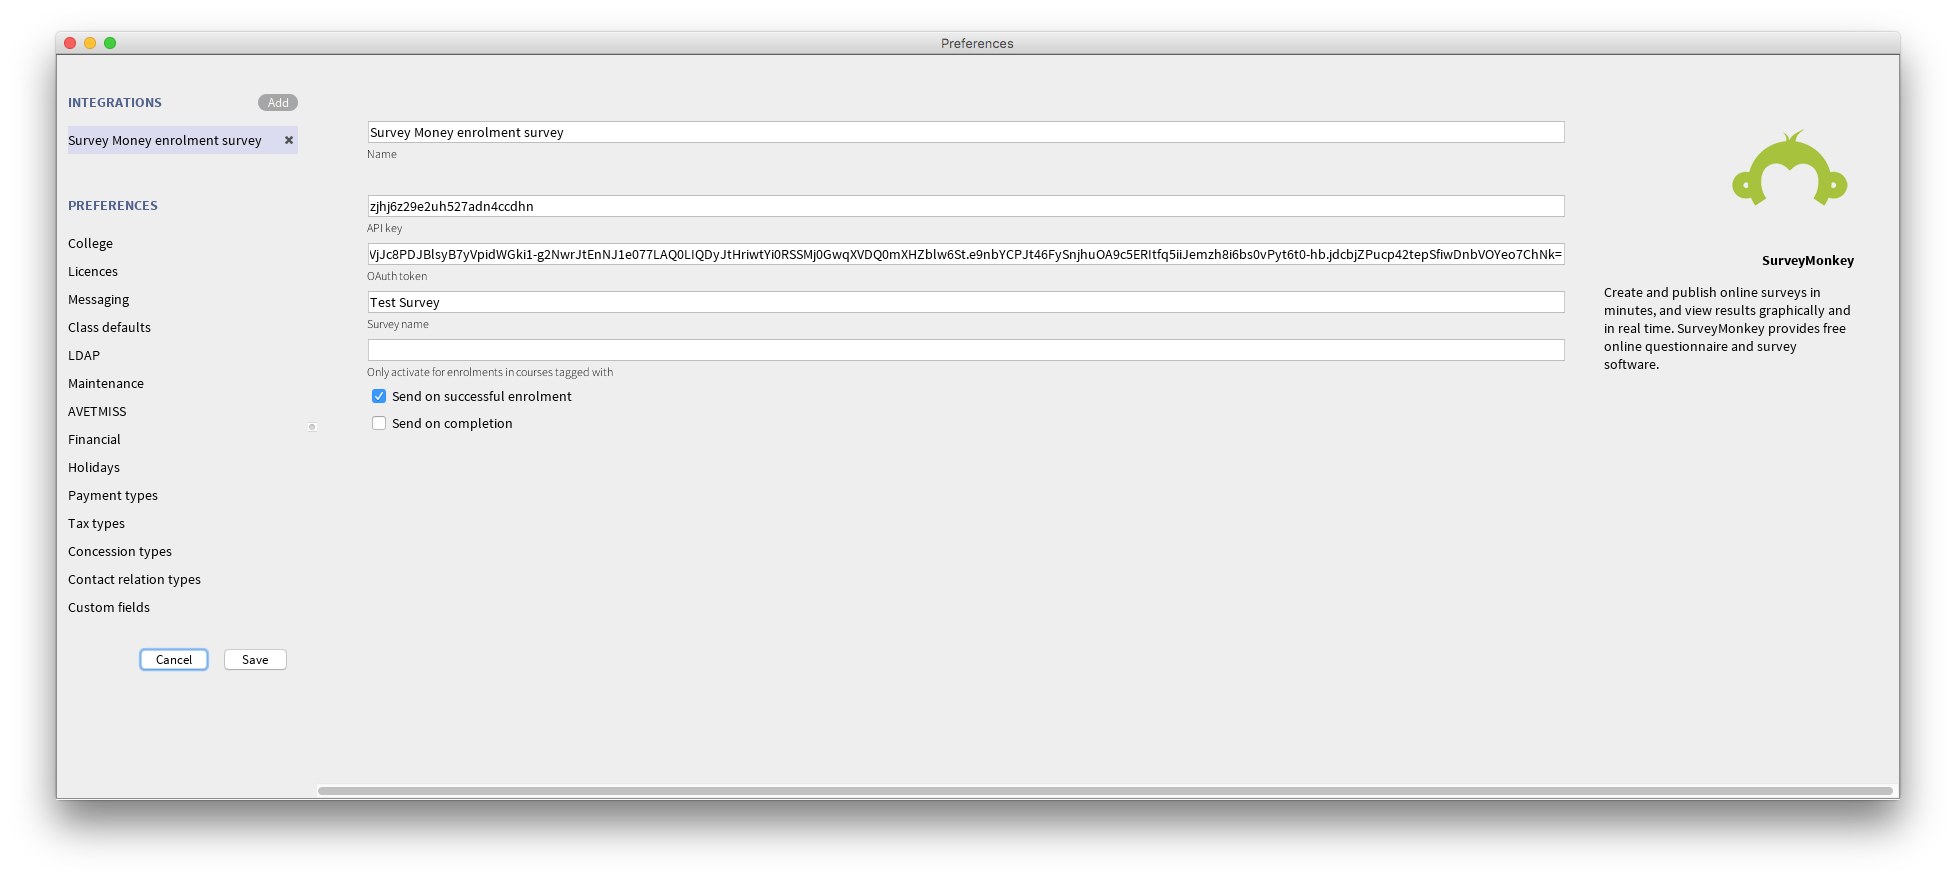 Preferences
INTEGRATIONS
Add
Survey Money enrolment survey
PREFERENCES
College
Licences
Messaging
Class defaults
LDAP
Maintenance
AVETMISS
Financial
Holidays
Payment types
Tax types
Concession types
Contact relation types
Custom fields
Cancel
Save
Survey Money enrolment survey
Name
zjhj6z29e2uh527adn4ccdhn
API key
VjJc8PDJBlsyB7yVpidWGki1-g2NwrJtEnNJ1e077LAQ0LIQDyJtHriwtYi0RSSMj0GwqXVDQ0mXHZblw6St.e9nbYCPJt46FySnjhuOA9c5ERItfq5iiJemzh8i6bs0vPyt6t0-hb.jdcbjZPucp42tepSfiwDnbVOYeo7ChNk=
OAuth token
Test Survey
Survey name
Only activate for enrolments in courses tagged with
Send on successful enrolment
Send on completion
SurveyMonkey
Create and publish online surveys in
minutes, and view results graphically and
in real time. SurveyMonkey provides free
online questionnaire and survey
software.